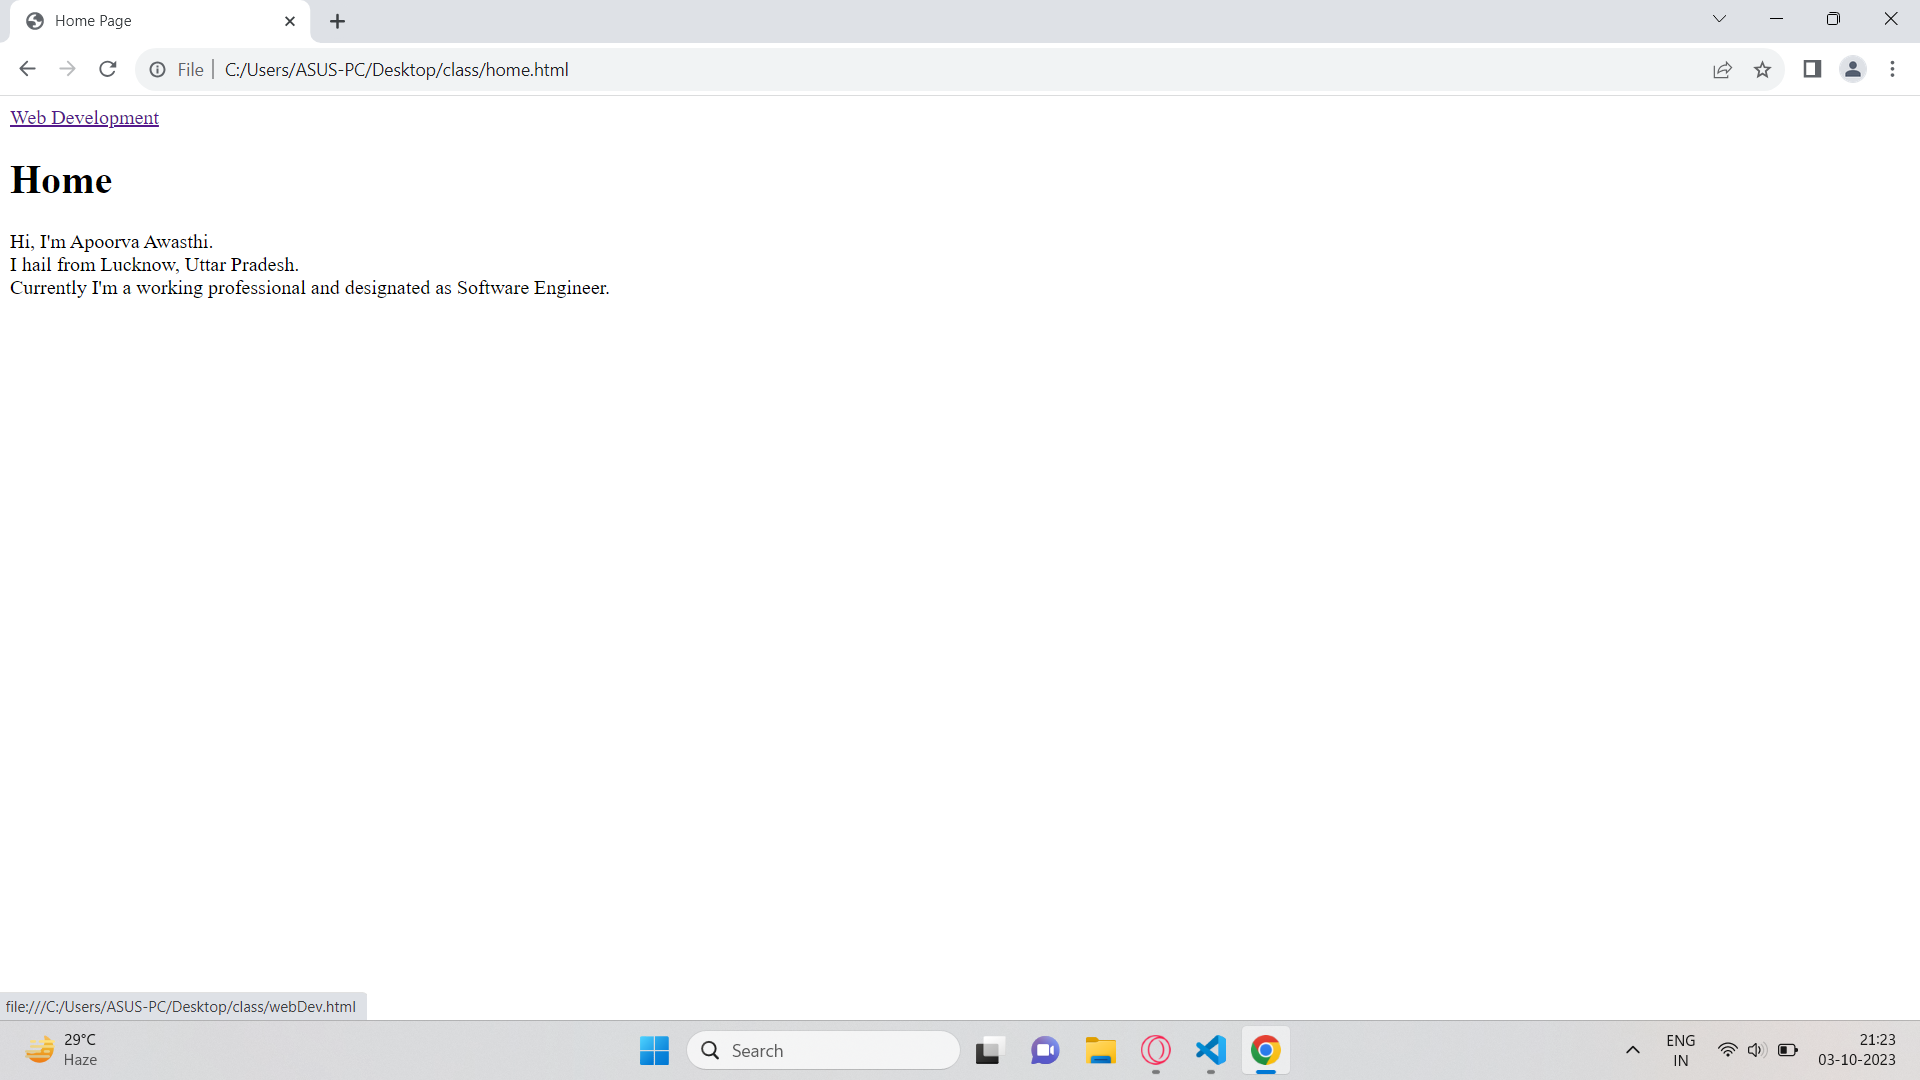 Home Page
File
C:/Users/ASUS-PC/Desktop/class/home.html
Web Development
Home
Hi, I'm Apoorva Awasthi.
I hail from Lucknow, Uttar Pradesh.
Currently I'm a working professional and designated as Software Engineer.
file:///C:/Users/ASUS-PC/Desktop/class/webDev.html
29°C
Haze
Search
ENG
IN
21:23
03-10-2023